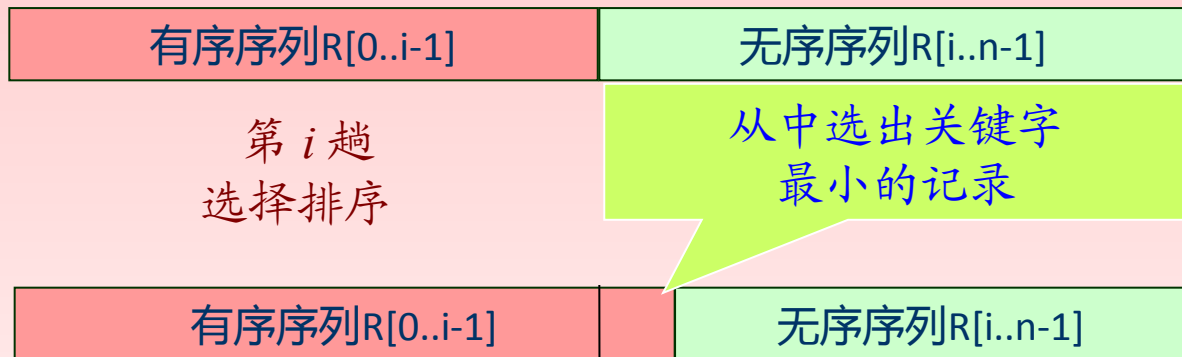 有序序列R[0..i-1]
无序序列R[i..n-1]
第 i 趟
选择排序
从中选出关键字
最小的记录
有序序列R[0..i-1]
无序序列R[i..n-1]